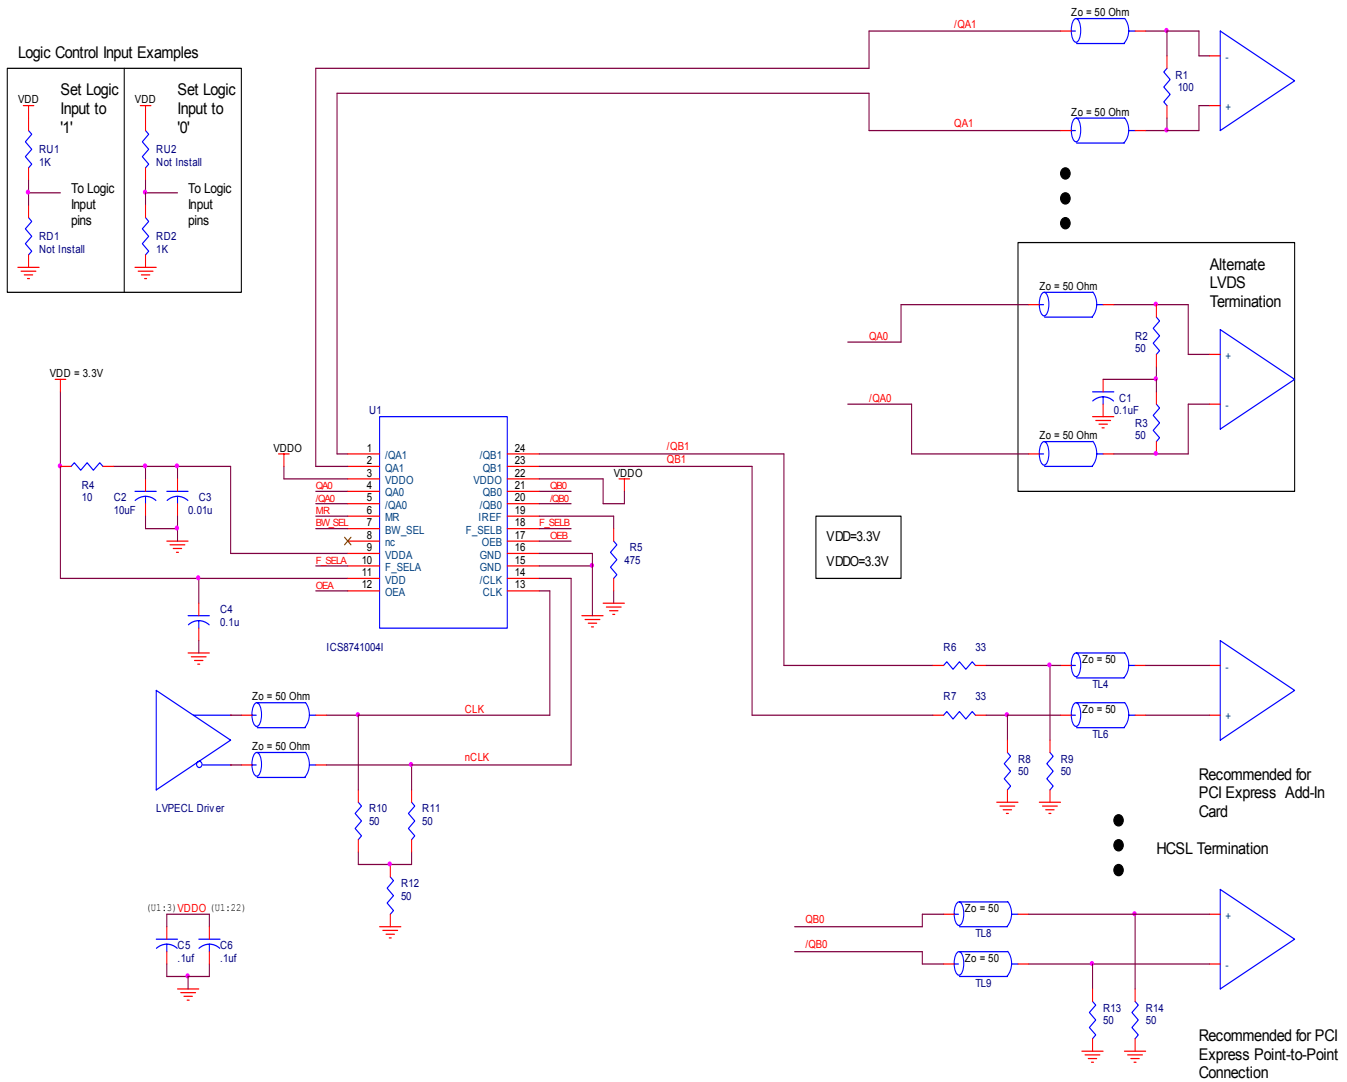 Logic Control Input Examples
VDD
Set Logic
Input to
'1'
RU1
1K
To Logic
Input
pins
RD1
Not Install
VDD
Set Logic
Input to
'0'
RU2
Not Install
To Logic
Input
pins
RD2
1K
/QA1
Zo = 50 Ohm
R1
100
-
+
QA1
Zo = 50 Ohm
Alternate
LVDS
Termination
Zo = 50 Ohm
QA0
R2
50
+
-
/QA0
C1
0.1uF
R3
50
Zo = 50 Ohm
VDD = 3.3V
R4
10
C2
10uF
C3
0.01u
C4
0.1u
VDDO
QA0
/QA0
MR
BW_SEL
F_SELA
OEA
U1
1
2
3
4
5
6
7
8
9
10
11
12
/QA1
QA1
VDDO
QA0
/QA0
MR
BW_SEL
nc
VDDA
F_SELA
VDD
OEA
/QB1
QB1
VDDO
QB0
/QB0
IREF
F_SELB
OEB
GND
GND
/CLK
CLK
24
23
22
21
20
19
18
17
16
15
14
13
ICS8741004I
/QB1
QB1
VDDO
QB0
/QB0
F_SELB
OEB
R5
475
VDD=3.3V
VDDO=3.3V
R6 33
Zo = 50
TL4
R7 33
Zo = 50
TL6
-
+
R8
50
R9
50
Recommended for
PCI Express Add-In
Card
HCSL Termination
Zo = 50 Ohm
CLK
Zo = 50 Ohm
nCLK
LVPECL Driver
R10
50
R11
50
R12
50
(U1:3) VDDO (U1:22)
C5
.1uf
C6
.1uf
QB0
Zo = 50
TL8
/QB0
Zo = 50
TL9
+
-
R13
50
R14
50
Recommended for PCI
Express Point-to-Point
Connection